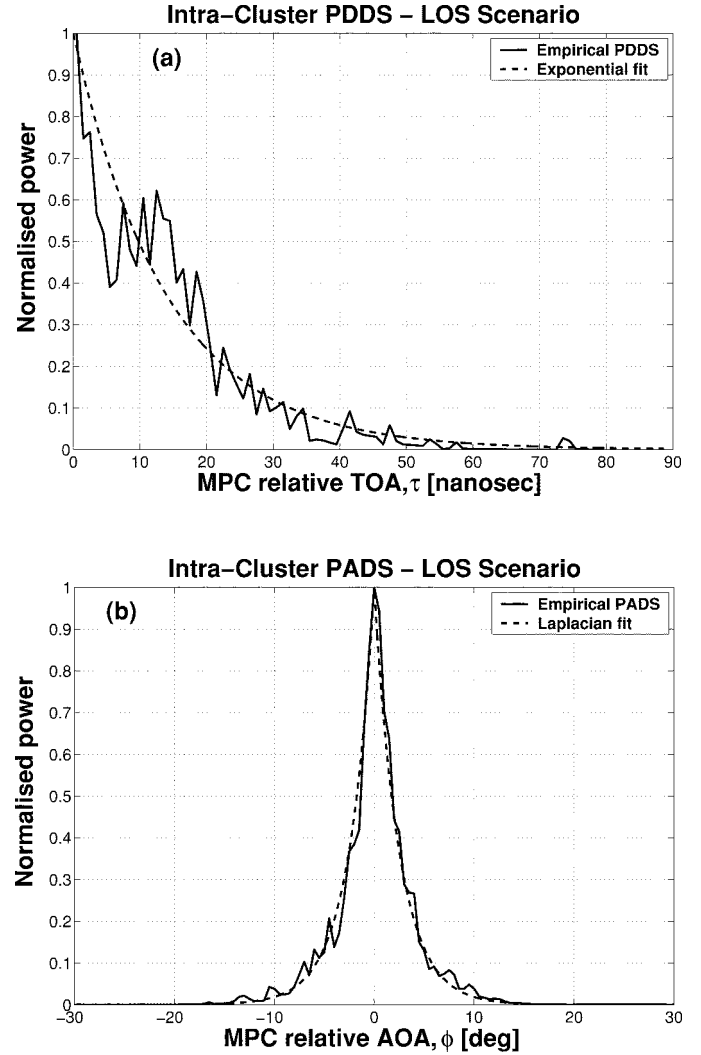 Intra-Cluster PDDS - LOS Scenario
(a)
Empirical PDDS
Exponential fit
Normalised power
1
0.9
0.8
0.7
0.6
0.5
0.4
0.3
0.2
0.1
0
0 10 20 30 40 50 60 70 80 90
MPC relative TOA,τ [nanosec]
Intra-Cluster PADS - LOS Scenario
(b)
Empirical PADS
Laplacian fit
Normalised power
1
0.9
0.8
0.7
0.6
0.5
0.4
0.3
0.2
0.1
0
-30 -20 -10 0 10 20 30
MPC relative AOA,ϕ [deg]